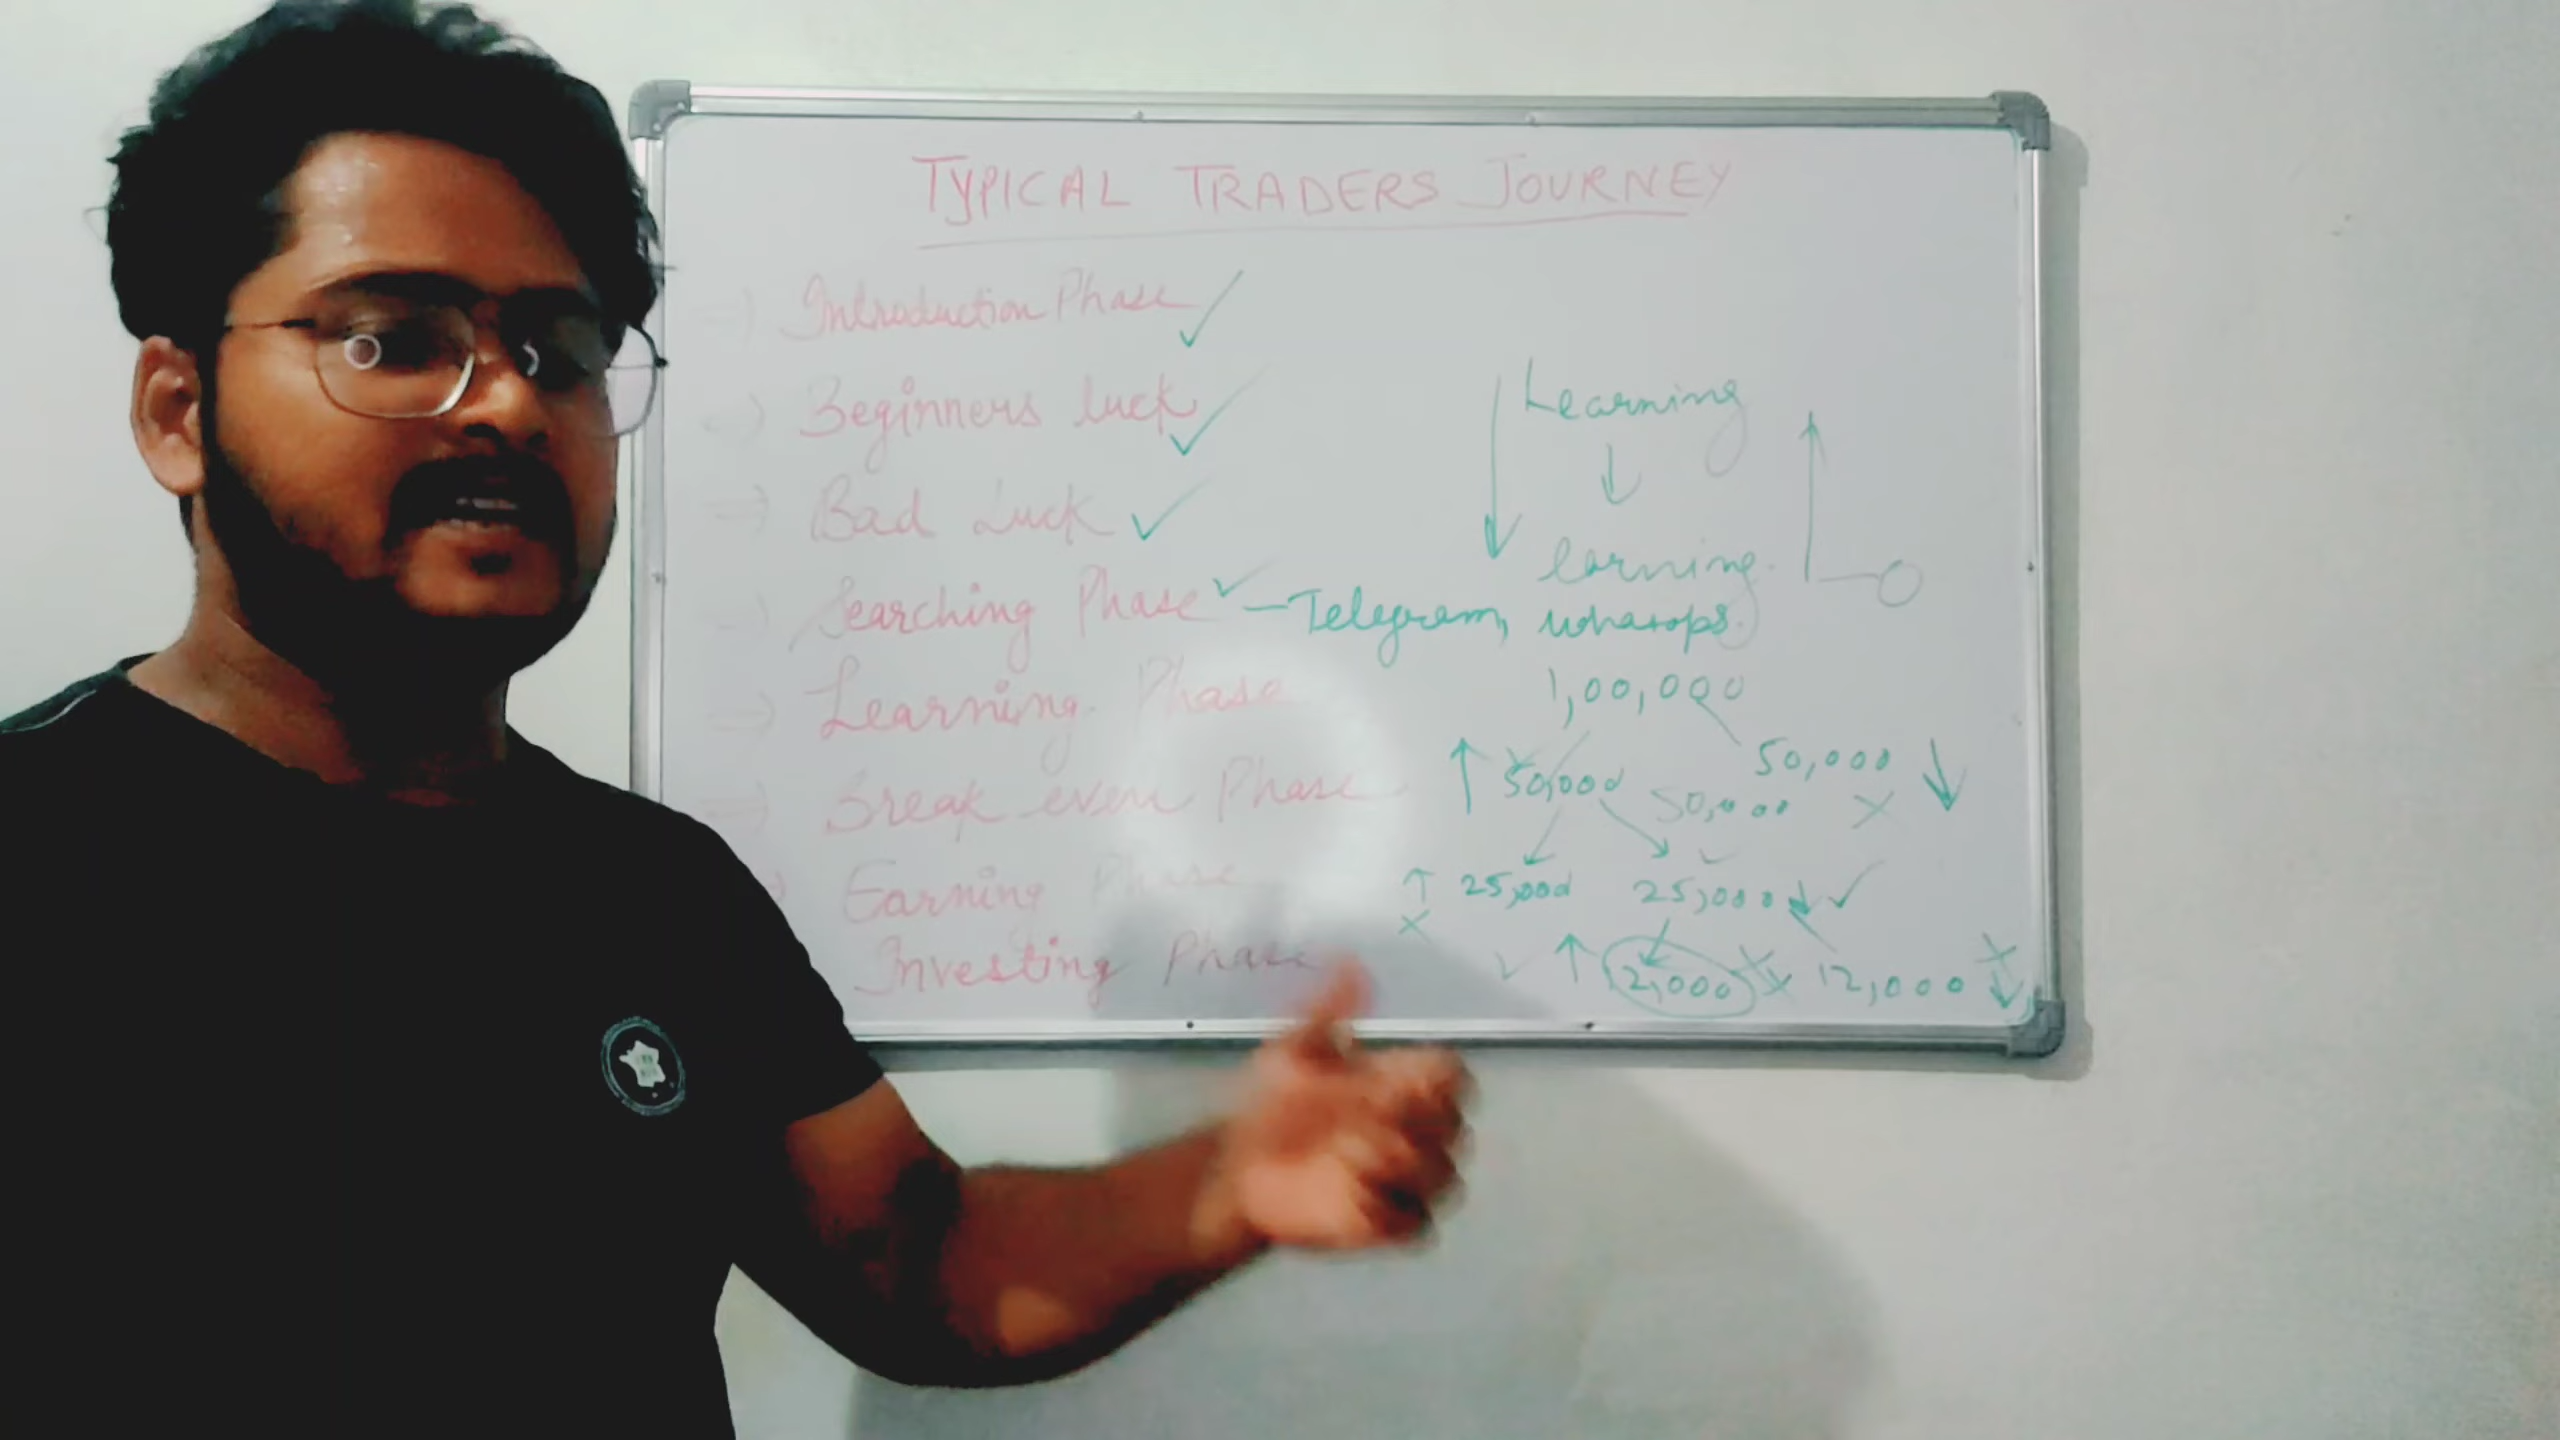 TYPICAL TRADERS JOURNEY
=> Introduction Phase ✓
=> Beginners luck ✓
=> Bad Luck ✓
=> Searching Phase ✓ - Telegram, whatsps.
=> Learning Phase
=> Break even Phase
Earning Phase
Investing Phase
Learning
↓
earning.
1,00,000
↑ 50,000 50,000 ↓
50,000 x
↑ 25,000 25,000 ↓ ✓
x
✓ ↑ 12,000 x 12,000 x ↓